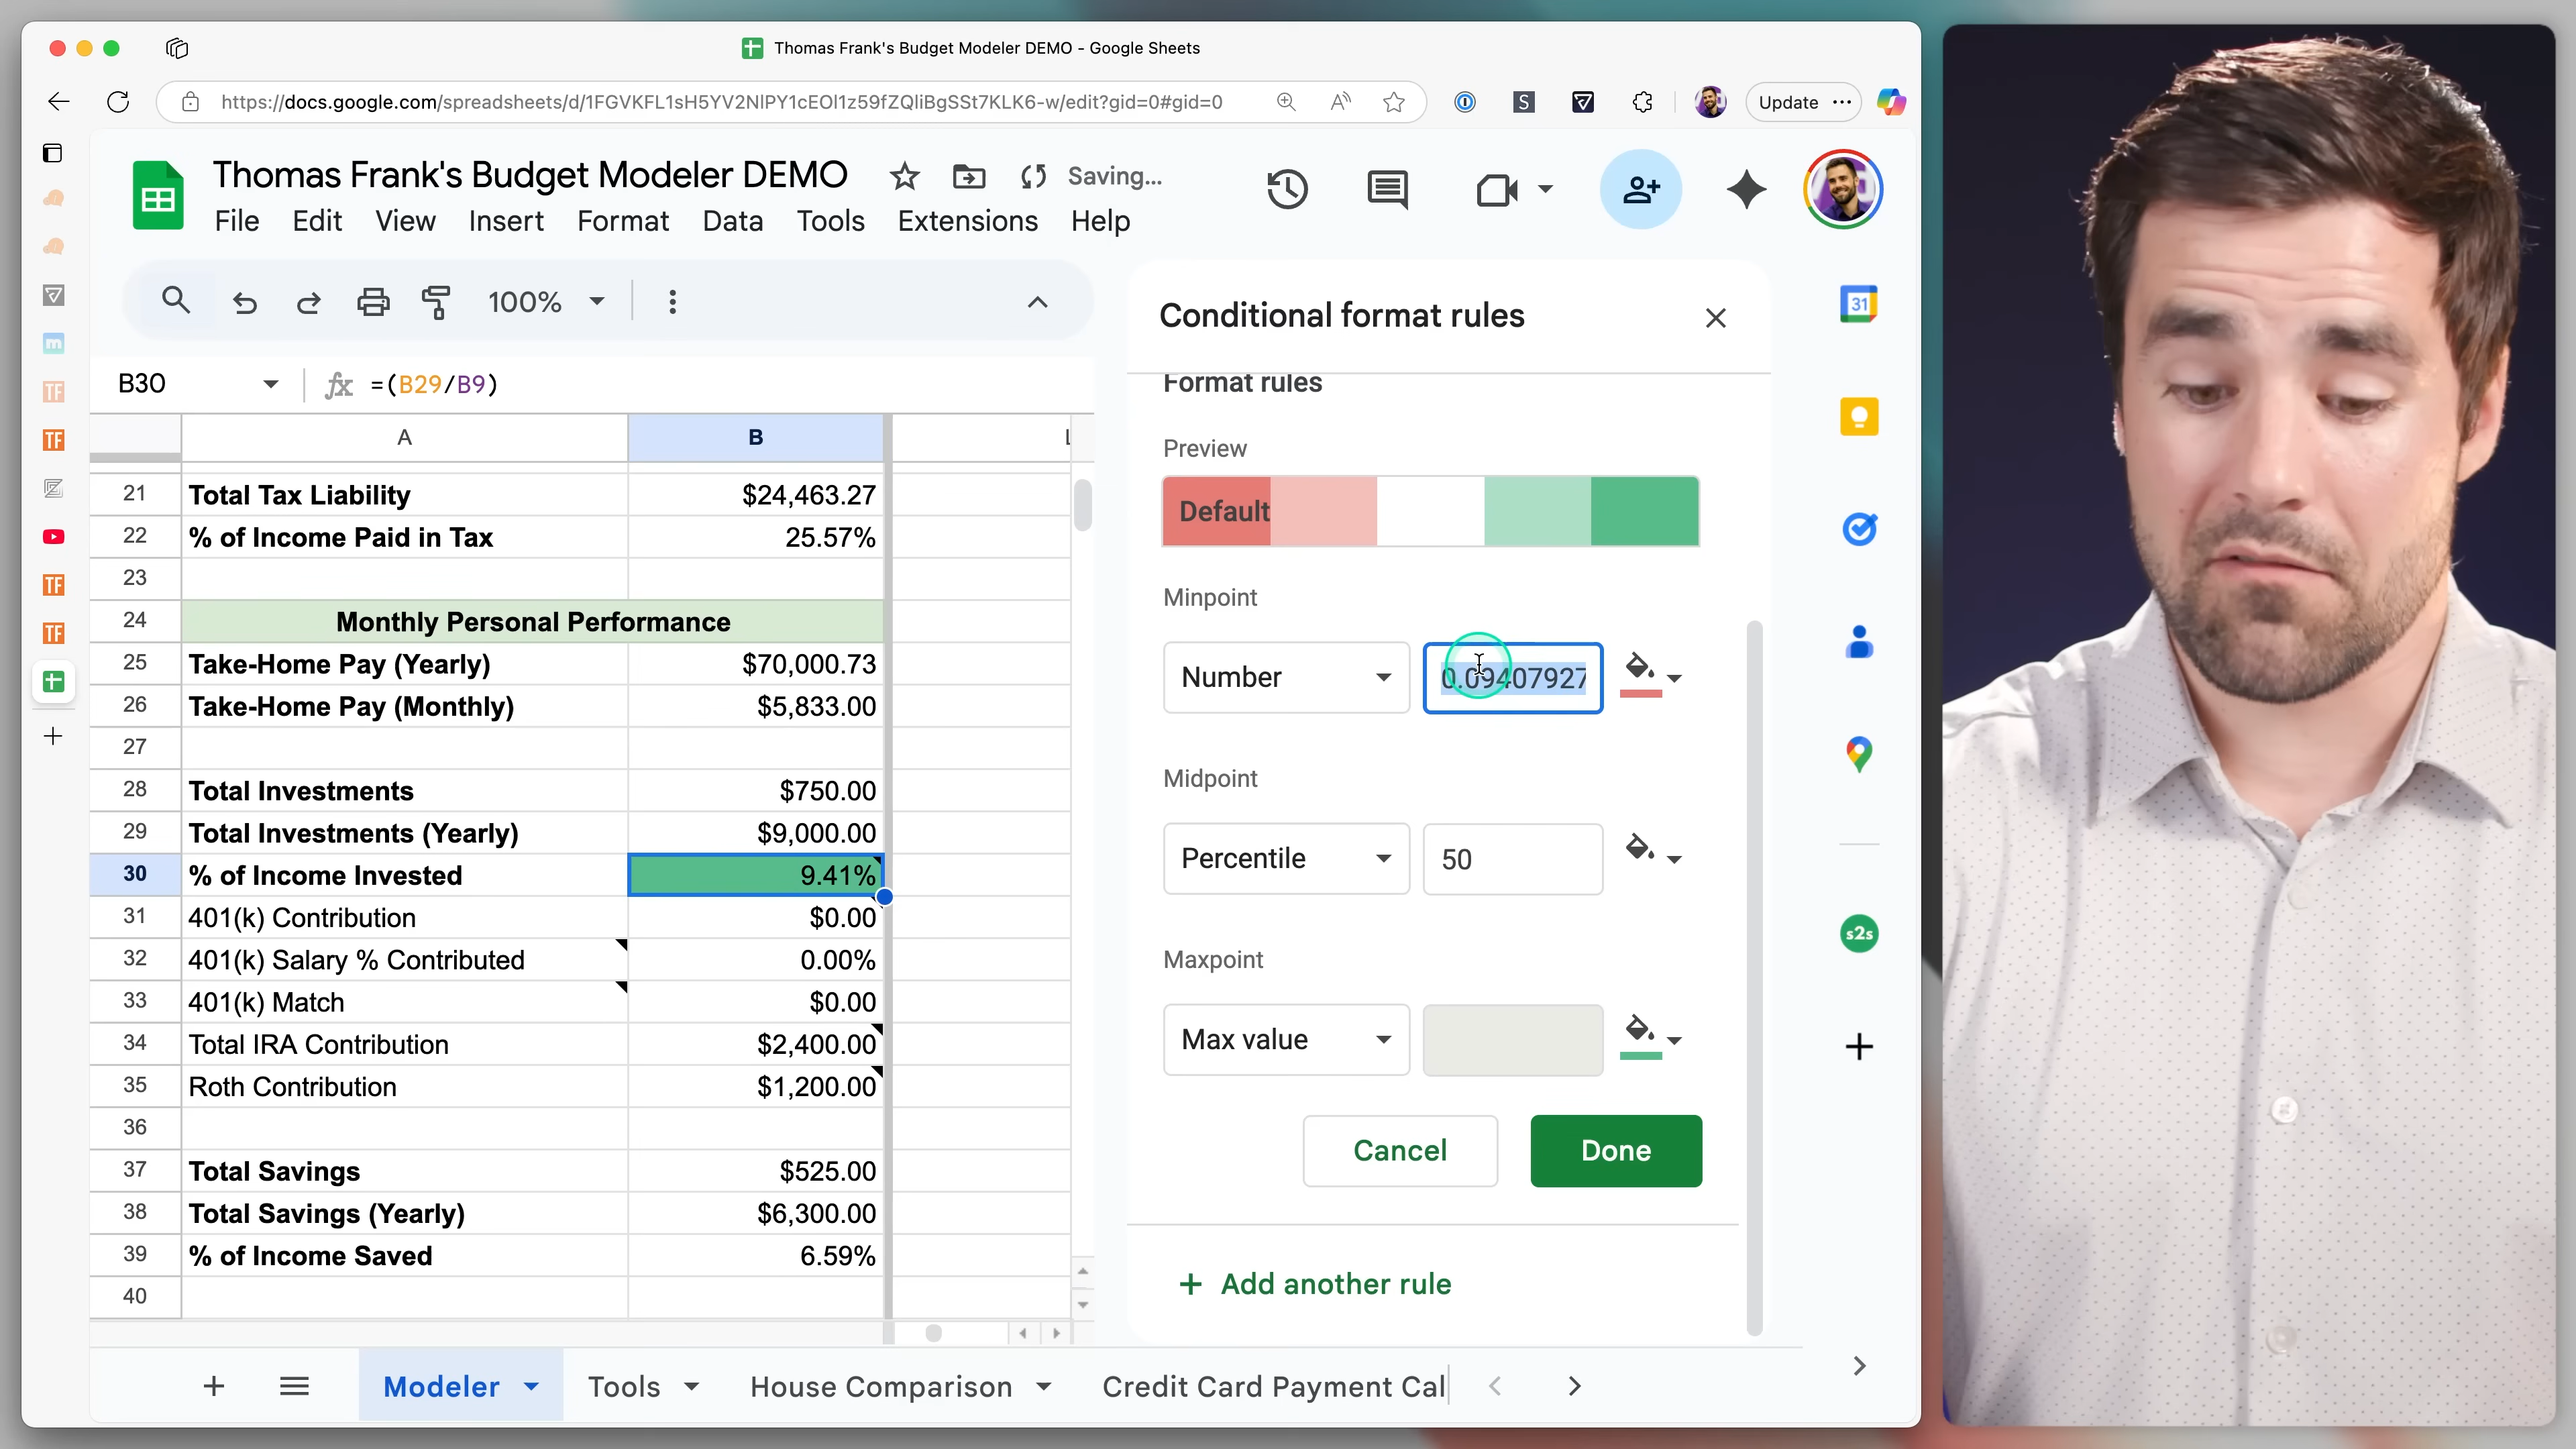 Thomas Frank's Budget Modeler DEMO - Google Sheets
https://docs.google.com/spreadsheets/d/1FGVKFL1sH5YV2NlPY1cEOl1z59fZQliBgSSt7KLK6-w/edit?gid=0#gid=0
Update
Thomas Frank's Budget Modeler DEMO
Saving...
File Edit View Insert Format Data Tools Extensions Help
100%
B30
fx =(B29/B9)
A B
21 Total Tax Liability $24,463.27
22 % of Income Paid in Tax 25.57%
23
24 Monthly Personal Performance
25 Take-Home Pay (Yearly) $70,000.73
26 Take-Home Pay (Monthly) $5,833.00
27
28 Total Investments $750.00
29 Total Investments (Yearly) $9,000.00
30 % of Income Invested 9.41%
31 401(k) Contribution $0.00
32 401(k) Salary % Contributed 0.00%
33 401(k) Match $0.00
34 Total IRA Contribution $2,400.00
35 Roth Contribution $1,200.00
36
37 Total Savings $525.00
38 Total Savings (Yearly) $6,300.00
39 % of Income Saved 6.59%
40
Conditional format rules
Format rules
Preview
Default
Minpoint
Number 0.09407927
Midpoint
Percentile 50
Maxpoint
Max value
Cancel Done
+ Add another rule
31
s2s
S
m
TF
TF
TF
TF
Modeler Tools House Comparison Credit Card Payment Cal